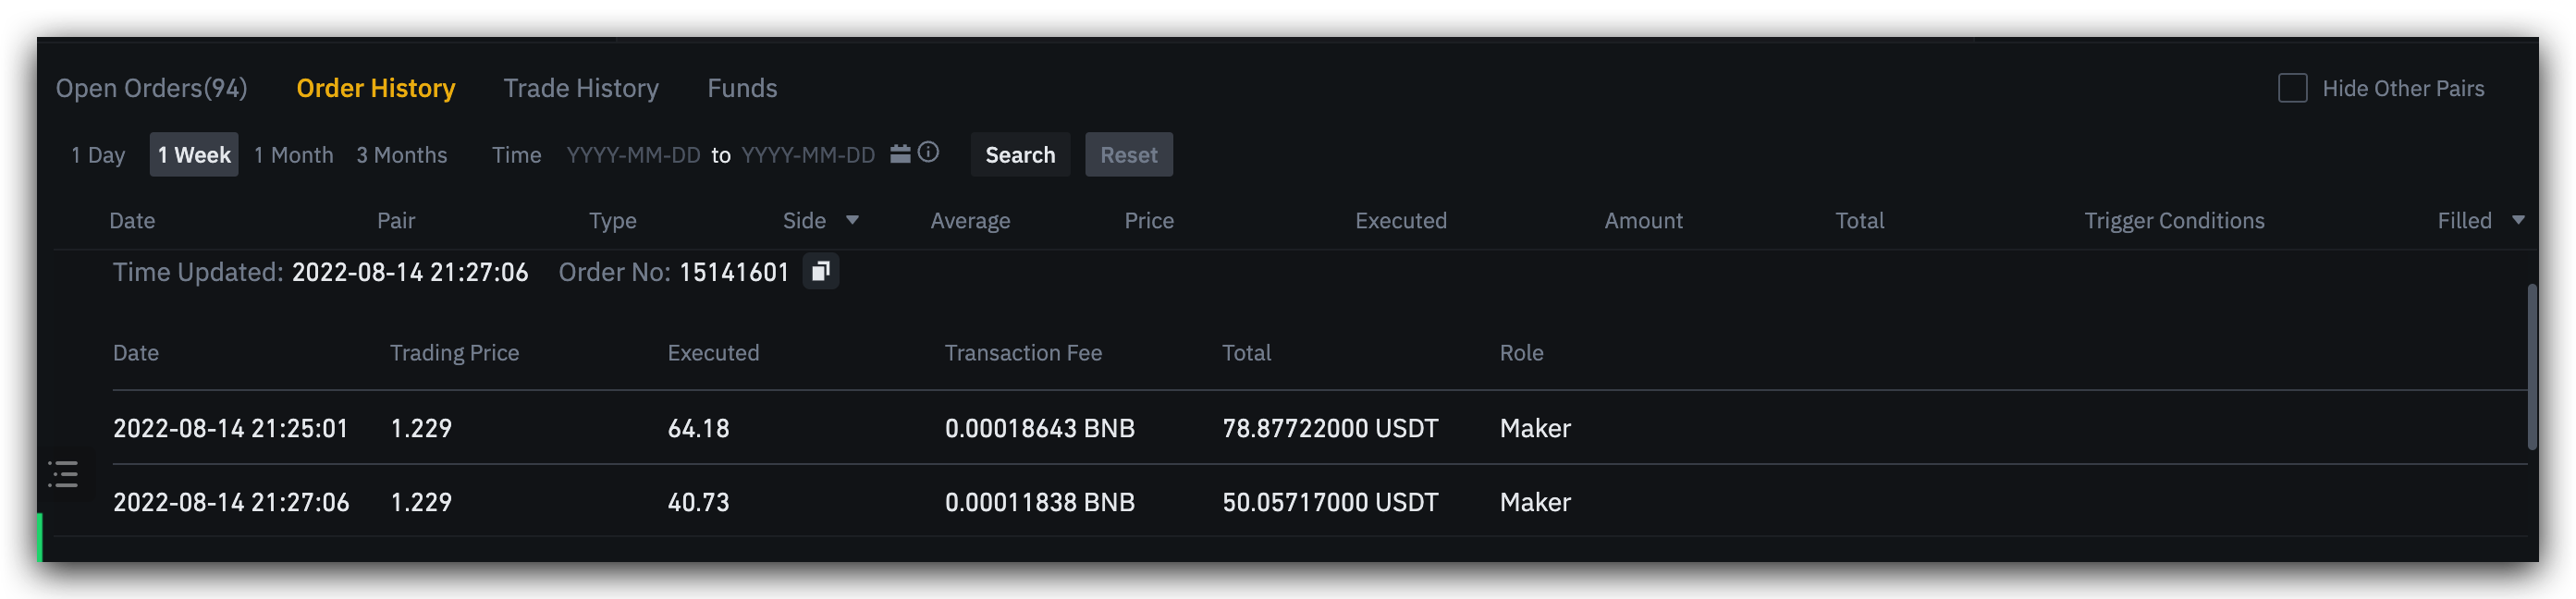 Open Orders(94) Order History Trade History Funds Hide Other Pairs
1 Day 1 Week 1 Month 3 Months Time YYYY-MM-DD to YYYY-MM-DD Search Reset
Date Pair Type Side Average Price Executed Amount Total Trigger Conditions Filled
Time Updated: 2022-08-14 21:27:06 Order No: 15141601
Date Trading Price Executed Transaction Fee Total Role
2022-08-14 21:25:01 1.229 64.18 0.00018643 BNB 78.87722000 USDT Maker
2022-08-14 21:27:06 1.229 40.73 0.00011838 BNB 50.05717000 USDT Maker